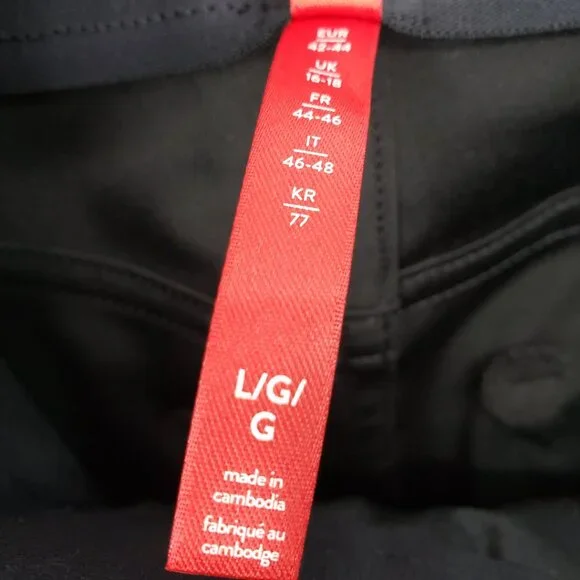 EUR
42-44
UK
16-18
FR
44-46
IT
46-48
KR
77
L/G/
G
made in
cambodia
fabriqué au
cambodge